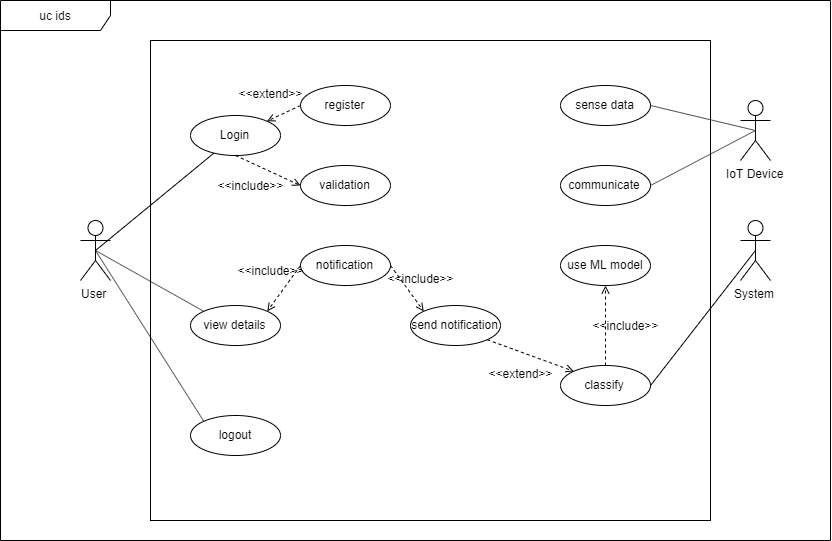 uc ids
<<extend>>
register
sense data
Login
IoT Device
<<include>>
validation
communicate
User
<<include>>
notification
<<include>>
use ML model
System
view details
send notification
<<include>>
<<extend>>
classify
logout